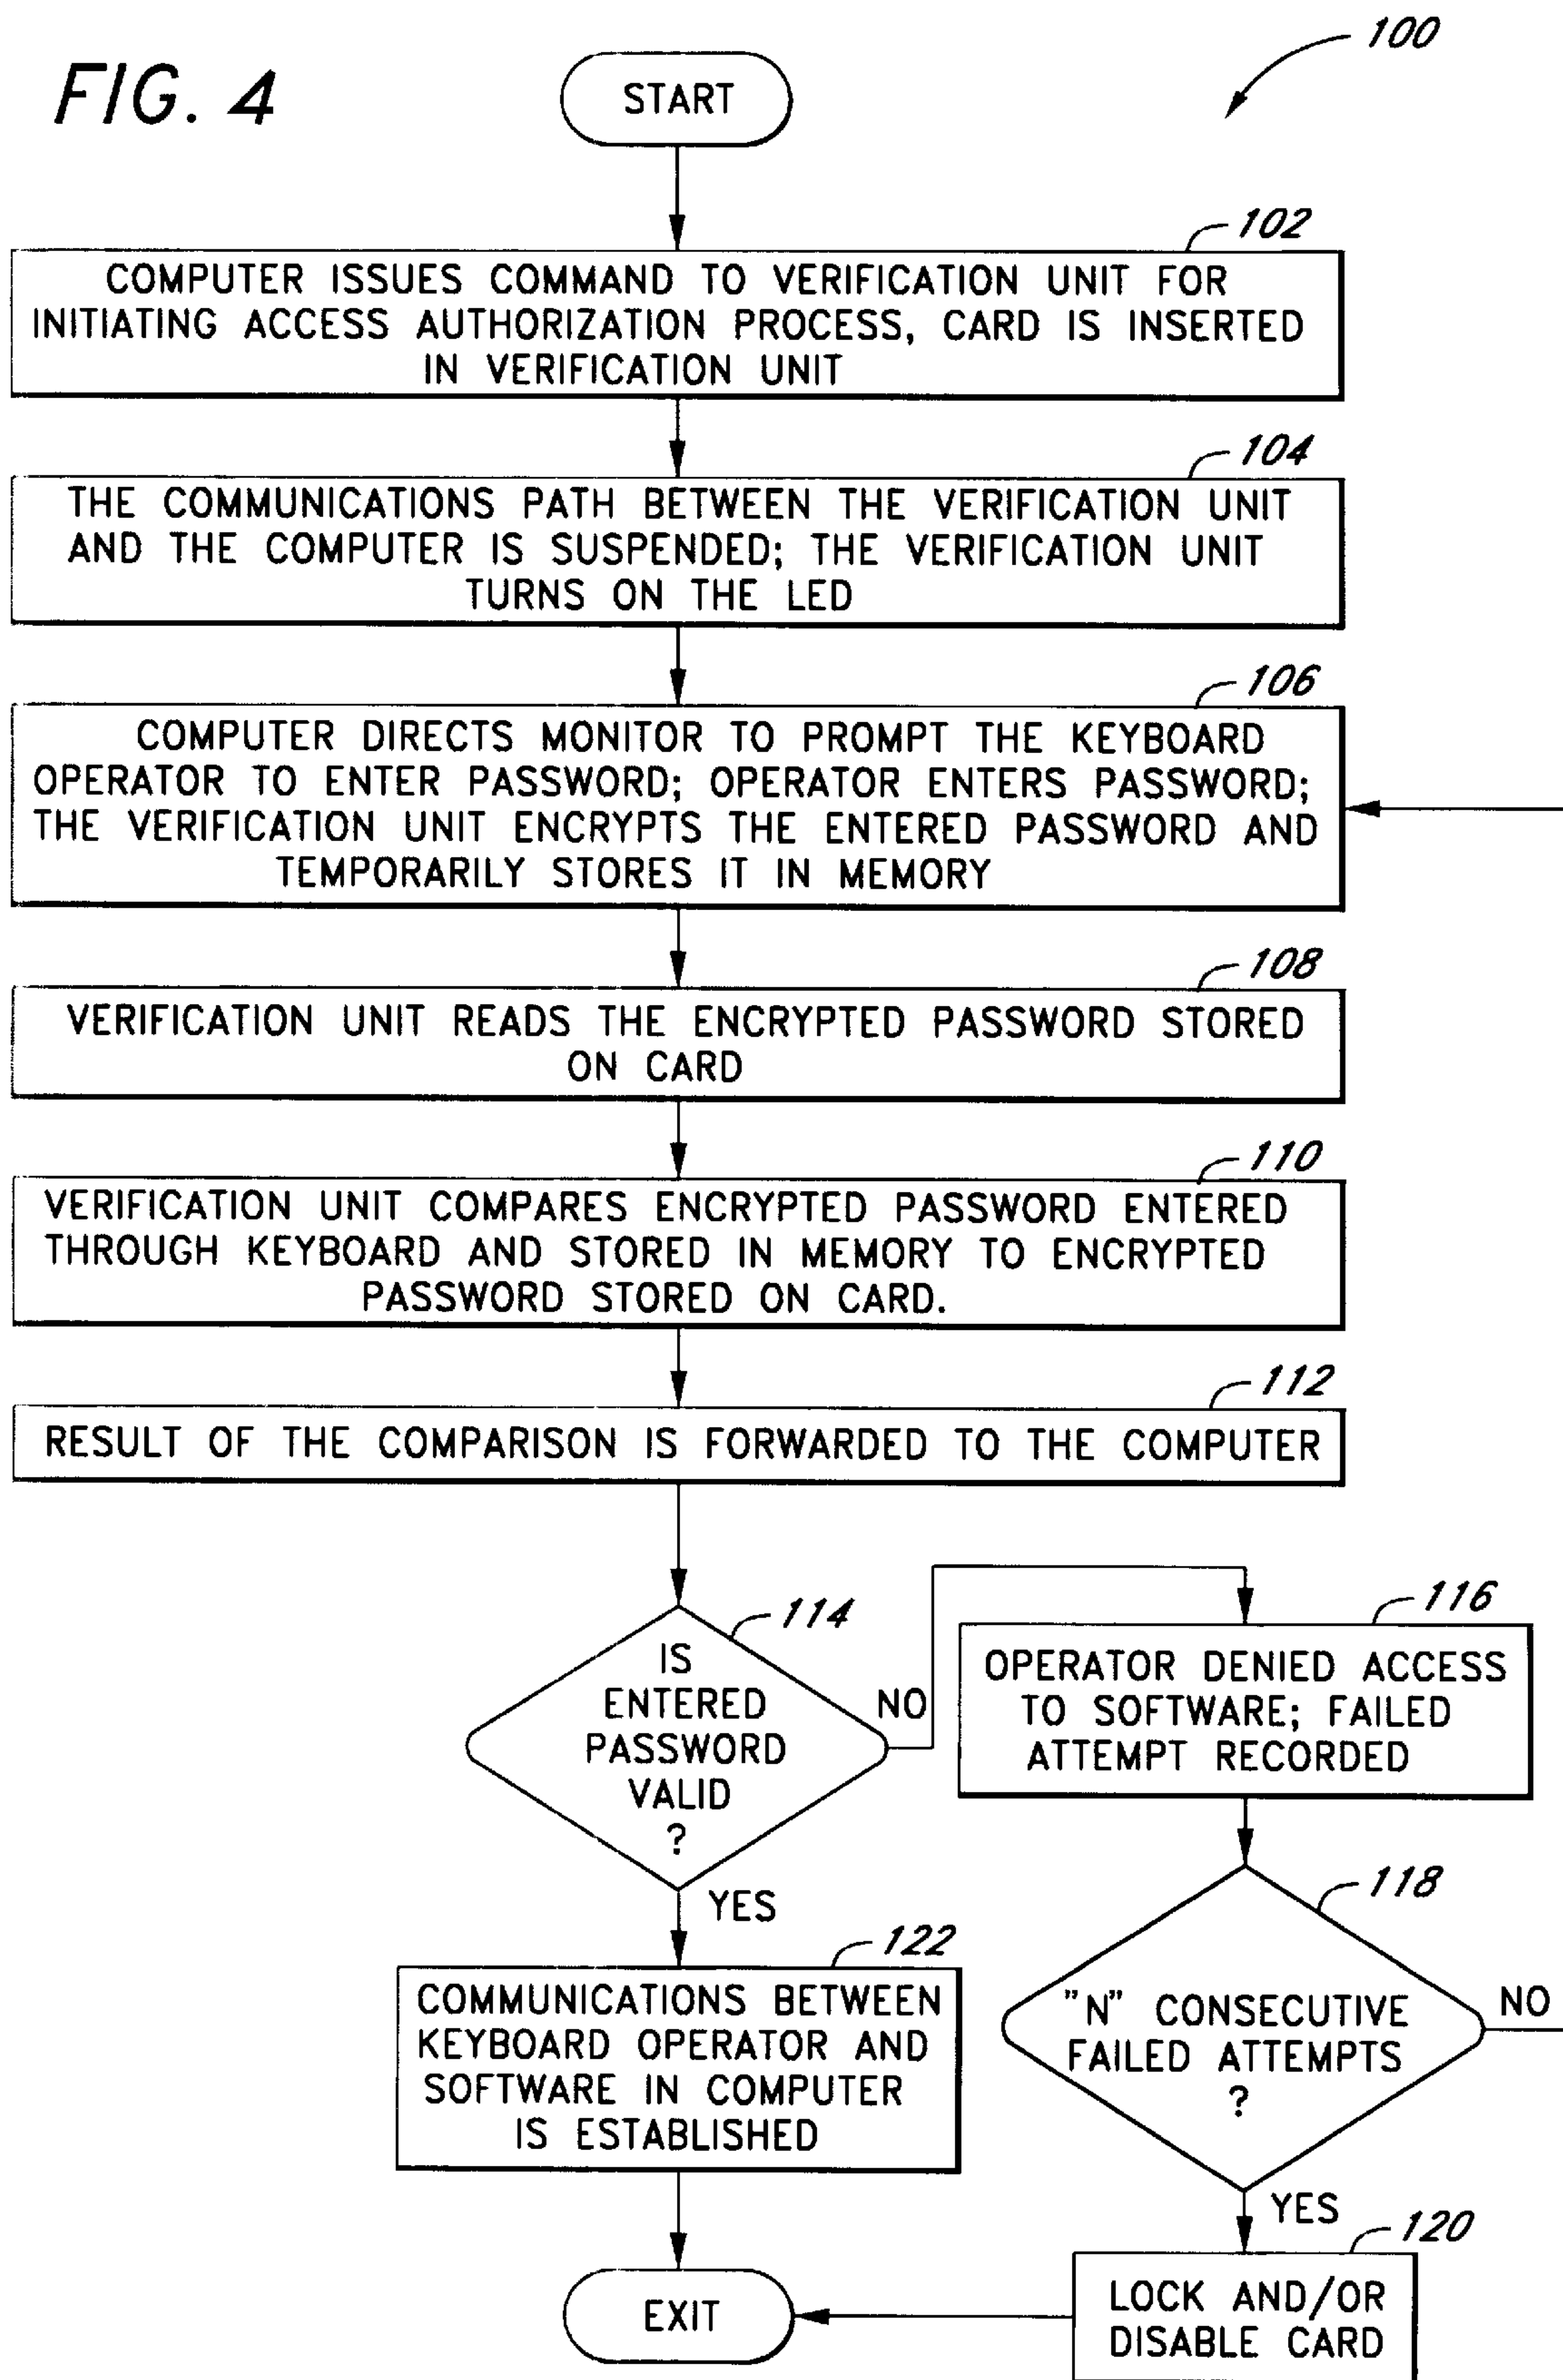 FIG. 4
100
START
102
COMPUTER ISSUES COMMAND TO VERIFICATION UNIT FOR
INITIATING ACCESS AUTHORIZATION PROCESS, CARD IS INSERTED
IN VERIFICATION UNIT
104
THE COMMUNICATIONS PATH BETWEEN THE VERIFICATION UNIT
AND THE COMPUTER IS SUSPENDED; THE VERIFICATION UNIT
TURNS ON THE LED
106
COMPUTER DIRECTS MONITOR TO PROMPT THE KEYBOARD
OPERATOR TO ENTER PASSWORD; OPERATOR ENTERS PASSWORD;
THE VERIFICATION UNIT ENCRYPTS THE ENTERED PASSWORD AND
TEMPORARILY STORES IT IN MEMORY
108
VERIFICATION UNIT READS THE ENCRYPTED PASSWORD STORED
ON CARD
110
VERIFICATION UNIT COMPARES ENCRYPTED PASSWORD ENTERED
THROUGH KEYBOARD AND STORED IN MEMORY TO ENCRYPTED
PASSWORD STORED ON CARD.
112
RESULT OF THE COMPARISON IS FORWARDED TO THE COMPUTER
114
IS
ENTERED
PASSWORD
VALID
?
NO
116
OPERATOR DENIED ACCESS
TO SOFTWARE; FAILED
ATTEMPT RECORDED
118
"N" CONSECUTIVE
FAILED ATTEMPTS
?
NO
YES
122
COMMUNICATIONS BETWEEN
KEYBOARD OPERATOR AND
SOFTWARE IN COMPUTER
IS ESTABLISHED
YES
120
LOCK AND/OR
DISABLE CARD
EXIT